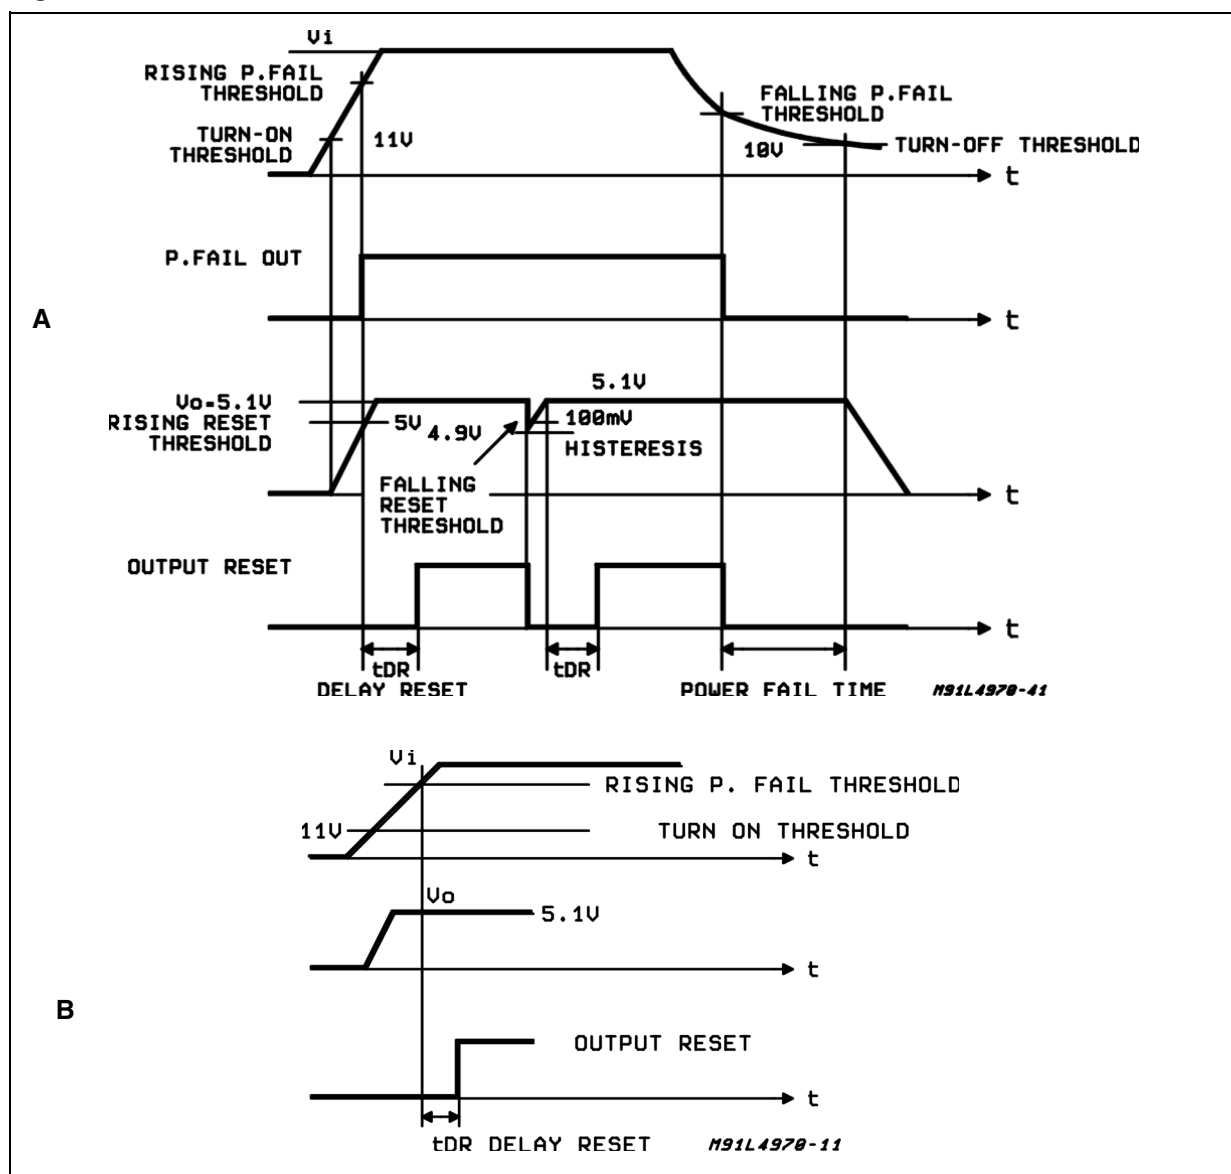 Vi
RISING P.FAIL
THRESHOLD
TURN-ON
THRESHOLD
11V
FALLING P.FAIL
THRESHOLD
10V
TURN-OFF THRESHOLD
t
P.FAIL OUT
t
A
Vo=5.1V
RISING RESET
THRESHOLD
5V
4.9V
5.1V
100mV
HISTERESIS
FALLING
RESET
THRESHOLD
t
OUTPUT RESET
t
tDR
tDR
DELAY RESET
POWER FAIL TIME
M91L4970-41
Vi
RISING P. FAIL THRESHOLD
11V
TURN ON THRESHOLD
t
Vo
5.1V
t
B
OUTPUT RESET
t
tDR DELAY RESET
M91L4970-11